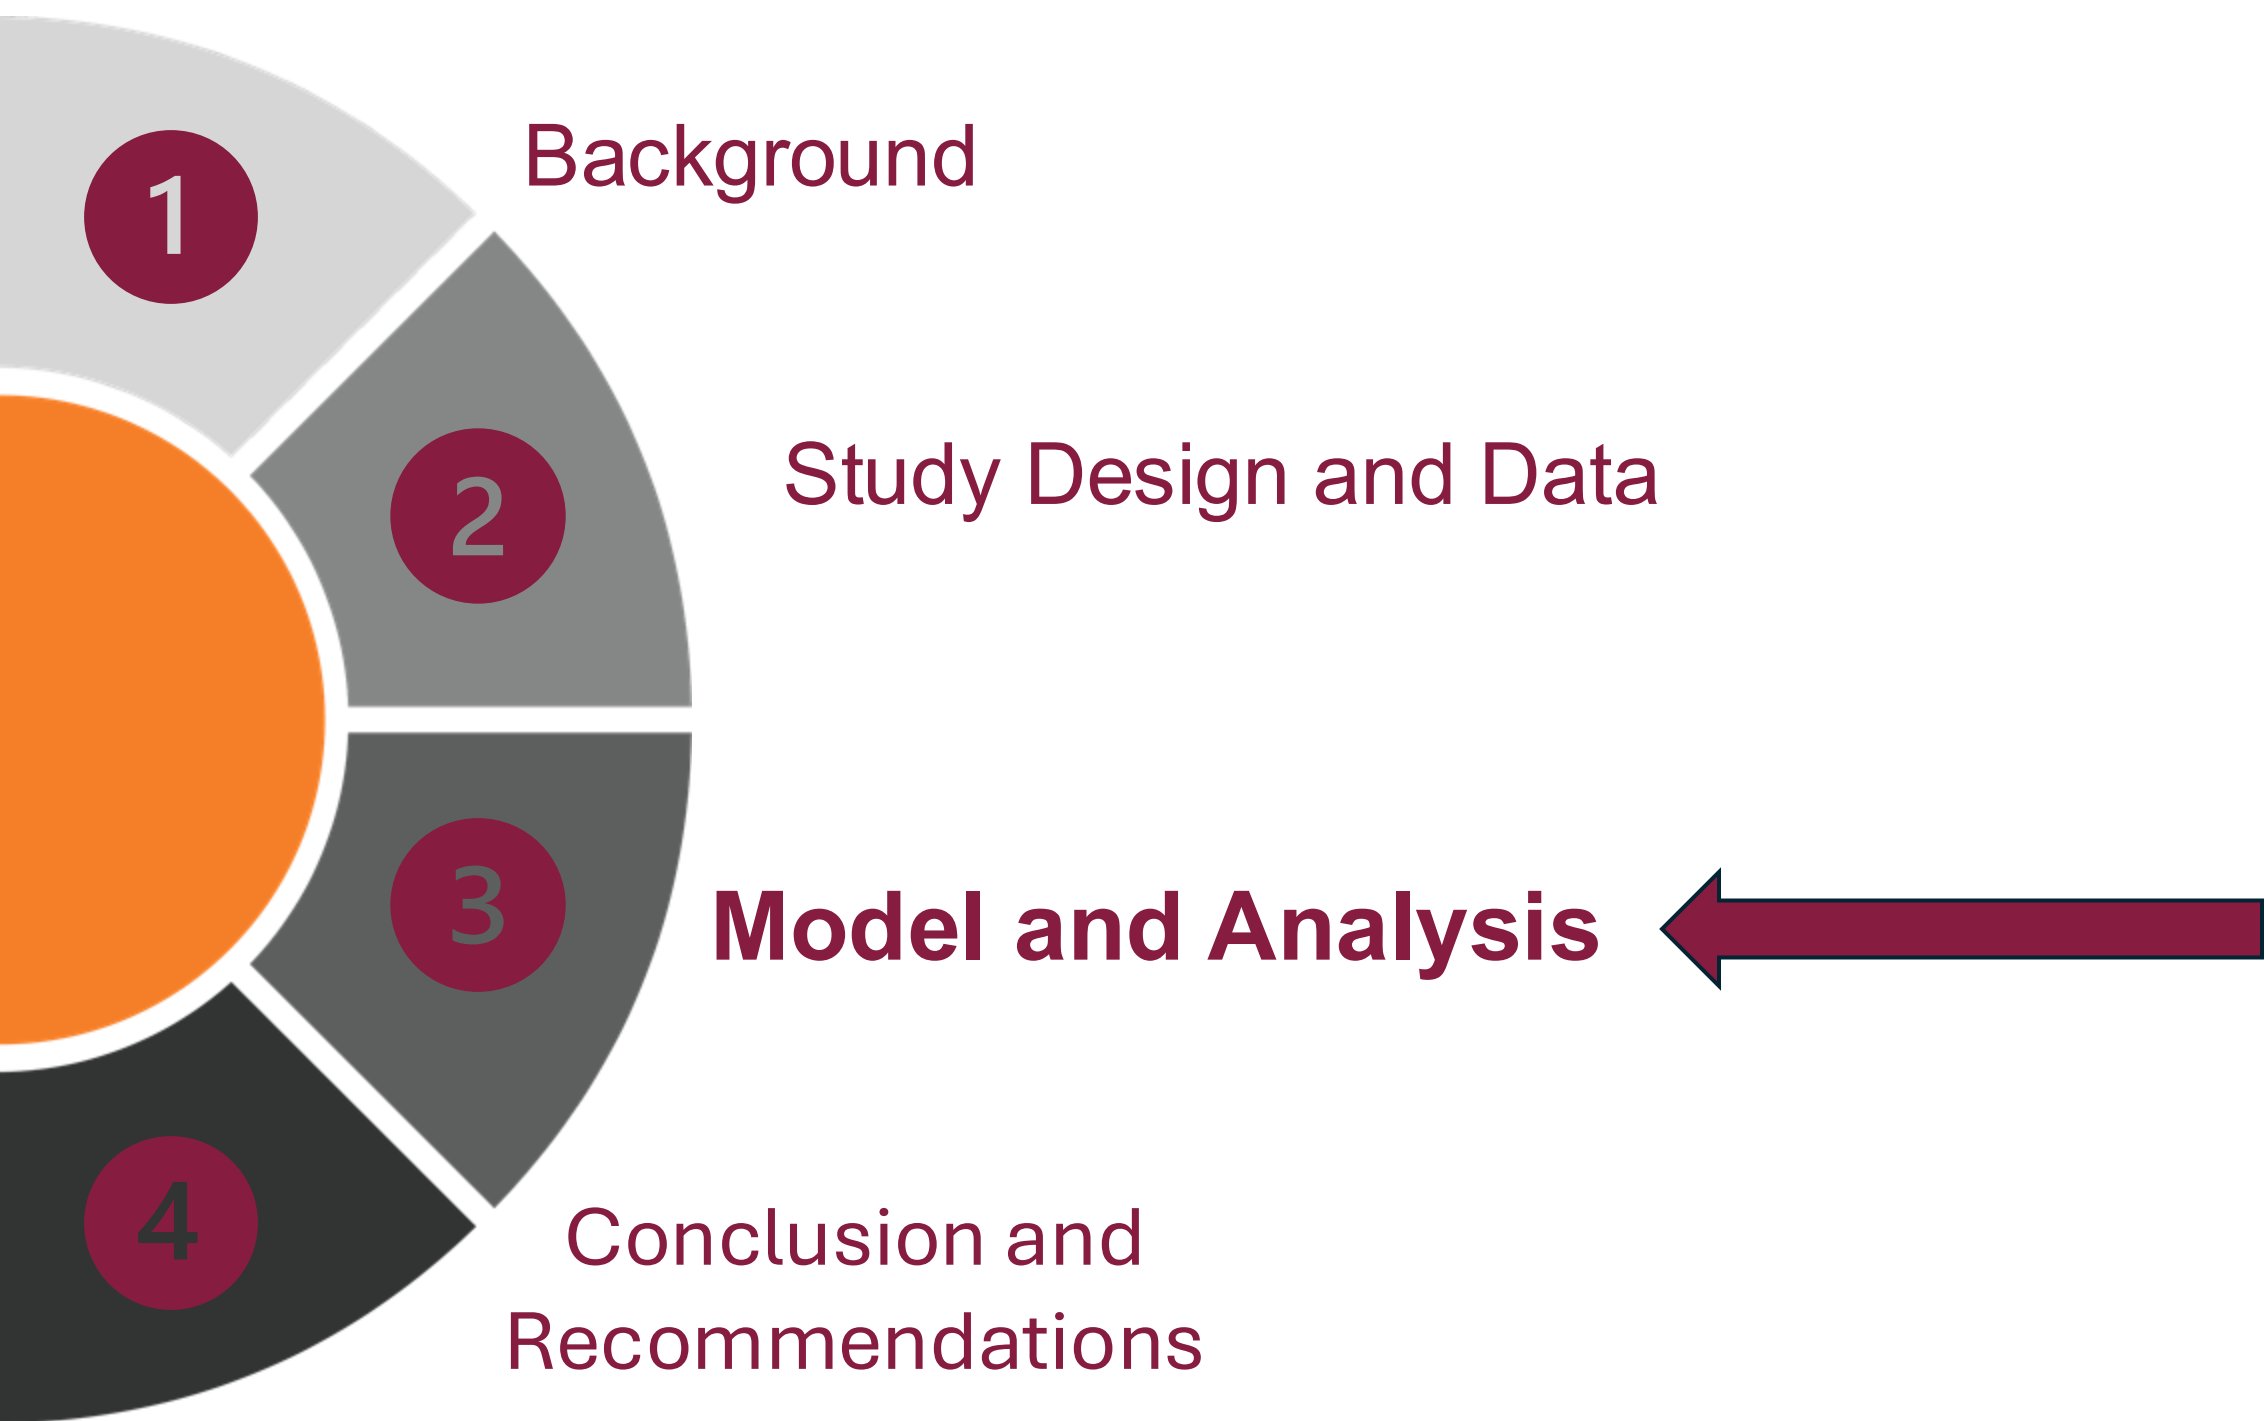 1
Background
2
Study Design and Data
3
Model and Analysis
4
Conclusion and
Recommendations